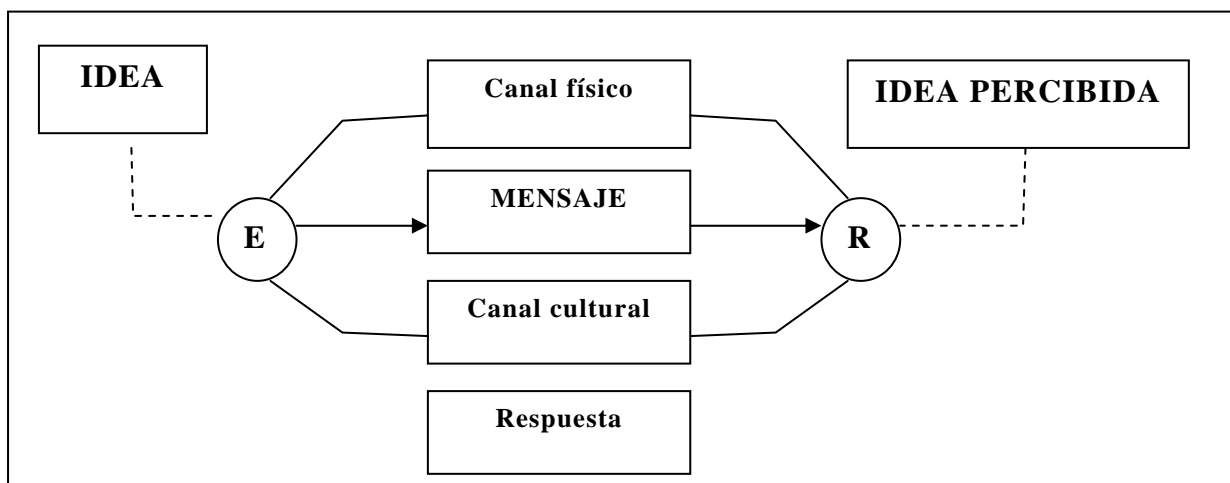 IDEA
Canal físico
IDEA PERCIBIDA
MENSAJE
E
R
Canal cultural
Respuesta